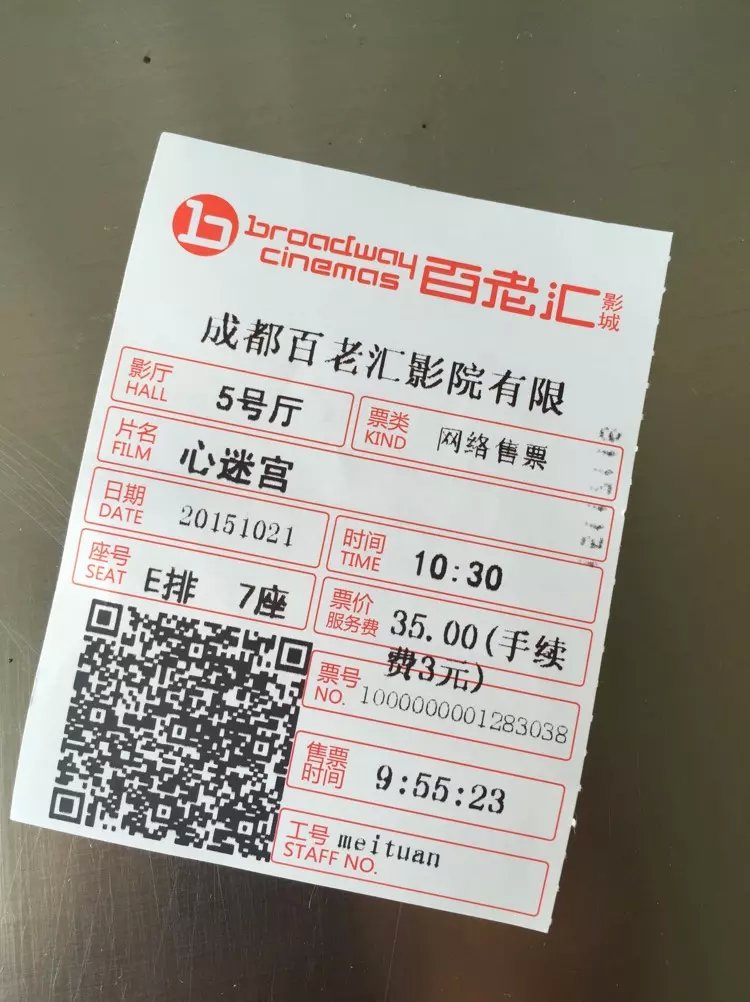 broadway
cinemas
百老汇影城
成都百老汇影院有限
影厅
HALL
5号厅
票类
KIND
网络售票
片名
FILM
心迷宫
日期
DATE
20151021
时间
TIME
10:30
座号
SEAT
E排 7座
票价
服务费
35.00(手续
费3元)
票号
NO.
1000000001283038
售票
时间
9:55:23
工号
STAFF NO.
meituan